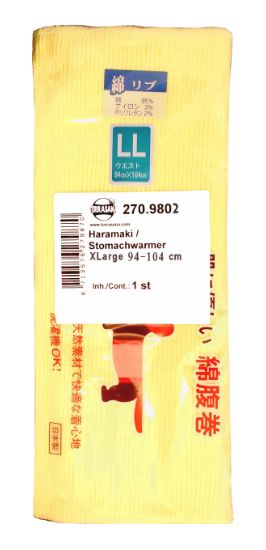 綿 リブ
綿 95%
ナイロン 3%
ポリウレタン 2%
LL
ウエスト
94cm×104cm
YAMASAKI
270.9802
Haramaki /
Stomachwarmer
XLarge 94-104 cm
Inh./Cont.: 1 st
い 綿腹巻
天然素材で快適な着心地
洗濯機OK!
日本製